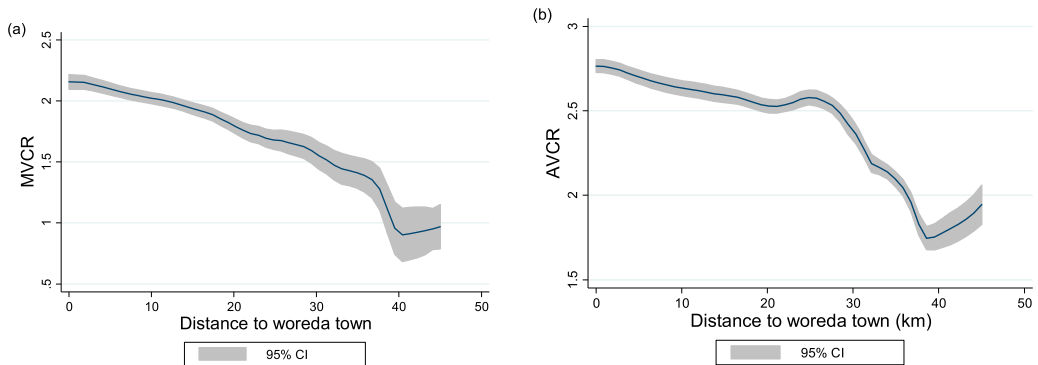 (a)
MVCR
2.5
2
1.5
1
.5
0 10 20 30 40 50
Distance to woreda town
95% CI
(b)
AVCR
3
2.5
2
1.5
0 10 20 30 40 50
Distance to woreda town (km)
95% CI